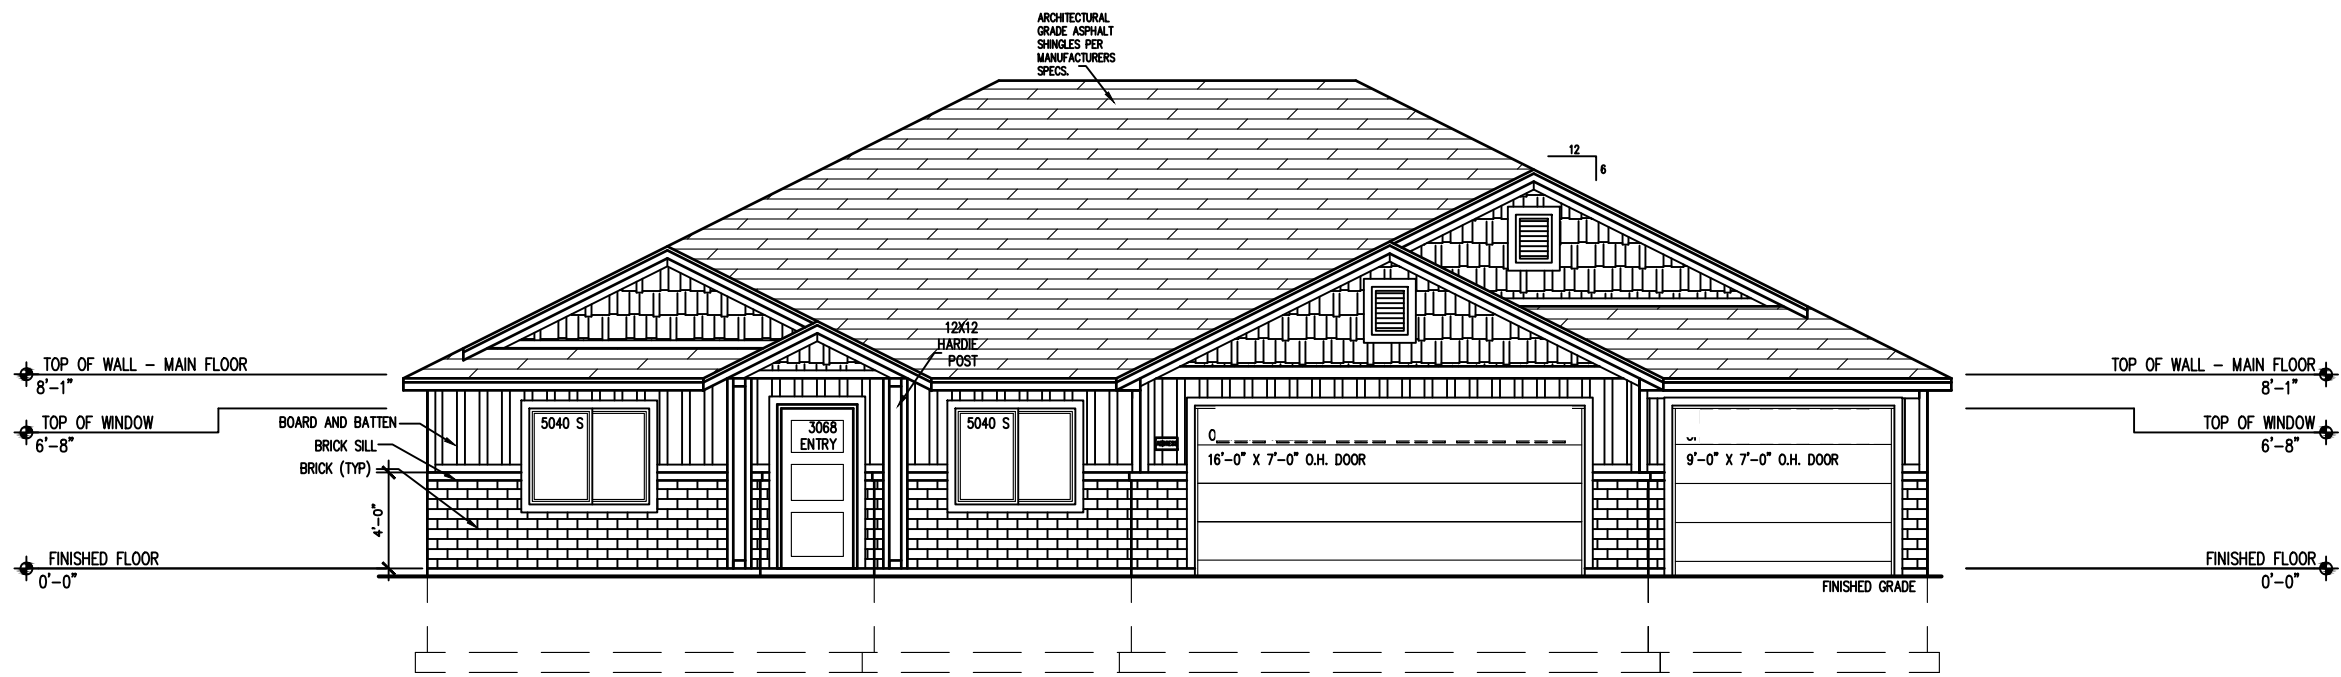 ARCHITECTURAL
GRADE ASPHALT
SHINGLES PER
MANUFACTURERS
SPECS.
12
6
12X12
HARDIE
POST
TOP OF WALL – MAIN FLOOR
8'-1"
TOP OF WINDOW
6'-8"
BOARD AND BATTEN
BRICK SILL
BRICK (TYP)
4'-0"
FINISHED FLOOR
0'-0"
5040 S
3068
ENTRY
5040 S
16'-0" X 7'-0" O.H. DOOR
9'-0" X 7'-0" O.H. DOOR
TOP OF WALL – MAIN FLOOR
8'-1"
TOP OF WINDOW
6'-8"
FINISHED FLOOR
0'-0"
FINISHED GRADE